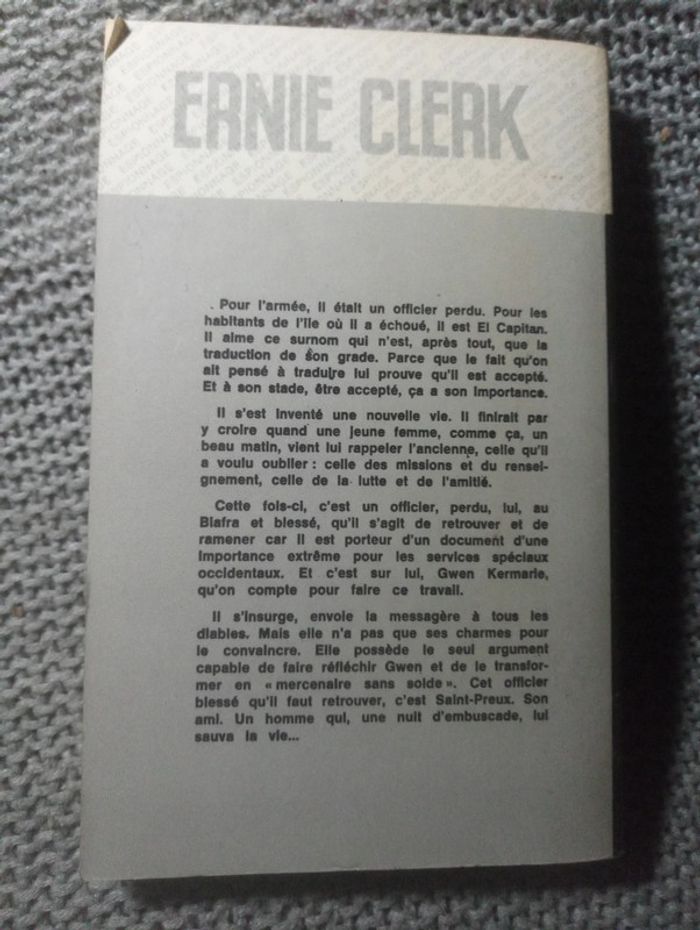 ERNIE CLERK
Pour l'armée, il était un officier perdu. Pour les
habitants de l'île où il a échoué, il est El Capitan.
Il aime ce surnom qui n'est, après tout, que la
traduction de son grade. Parce que le fait qu'on
ait pensé à traduire lui prouve qu'il est accepté.
Et à son stade, être accepté, ça a son importance.
Il s'est inventé une nouvelle vie. Il finirait par
y croire quand une jeune femme, comme ça, un
beau matin, vient lui rappeler l'ancienne, celle qu'il
a voulu oublier : celle des missions et du rensei-
gnement, celle de la lutte et de l'amitié.
Cette fois-ci, c'est un officier, perdu, lui, au
Biafra et blessé, qu'il s'agit de retrouver et de
ramener car il est porteur d'un document d'une
importance extrême pour les services spéciaux
occidentaux. Et c'est sur lui, Gwen Kermarie,
qu'on compte pour faire ce travail.
Il s'insurge, envoie la messagère à tous les
diables. Mais elle n'a pas que ses charmes pour
le convaincre. Elle possède le seul argument
capable de faire réfléchir Gwen et de le transfor-
mer en « mercenaire sans solde ». Cet officier
blessé qu'il faut retrouver, c'est Saint-Preux. Son
ami. Un homme qui, une nuit d'embuscade, lui
sauva la vie...